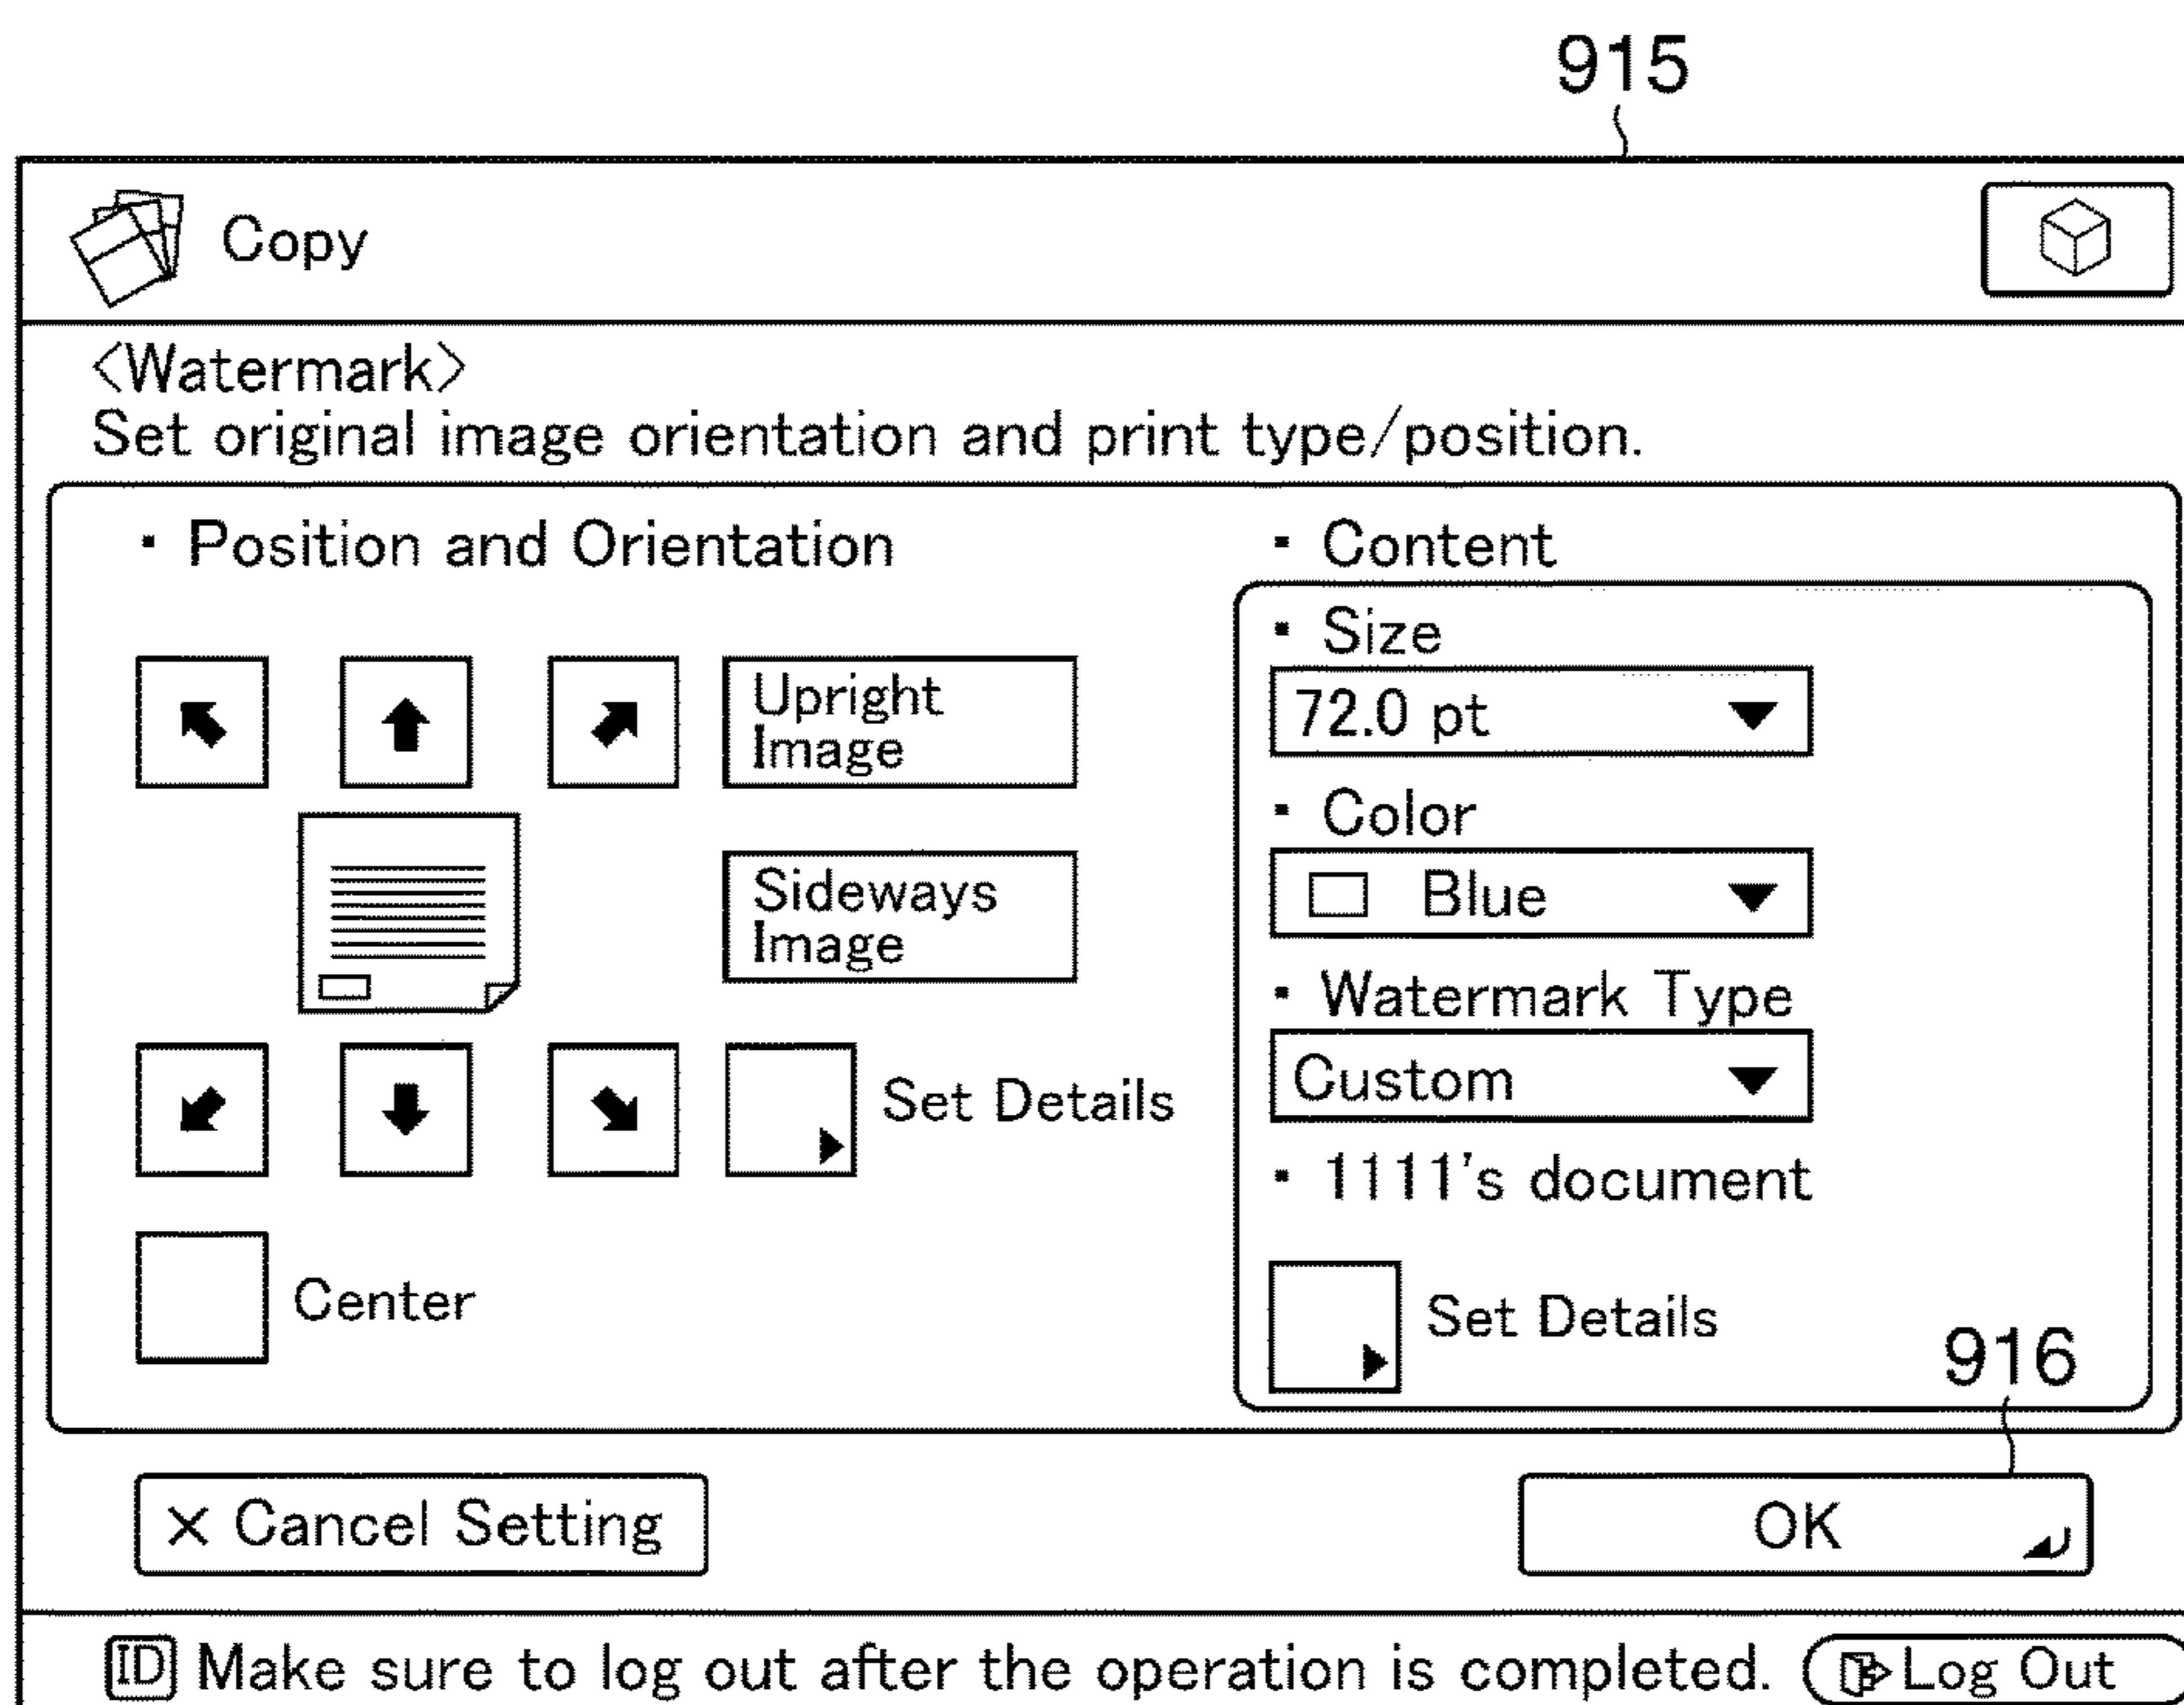 915
Copy
<Watermark>
Set original image orientation and print type/position.
・ Position and Orientation
Upright
Image
Sideways
Image
Set Details
Center
・ Content
・ Size
72.0 pt
・ Color
Blue
・ Watermark Type
Custom
・ 1111's document
Set Details
916
× Cancel Setting
OK
ID Make sure to log out after the operation is completed.
Log Out